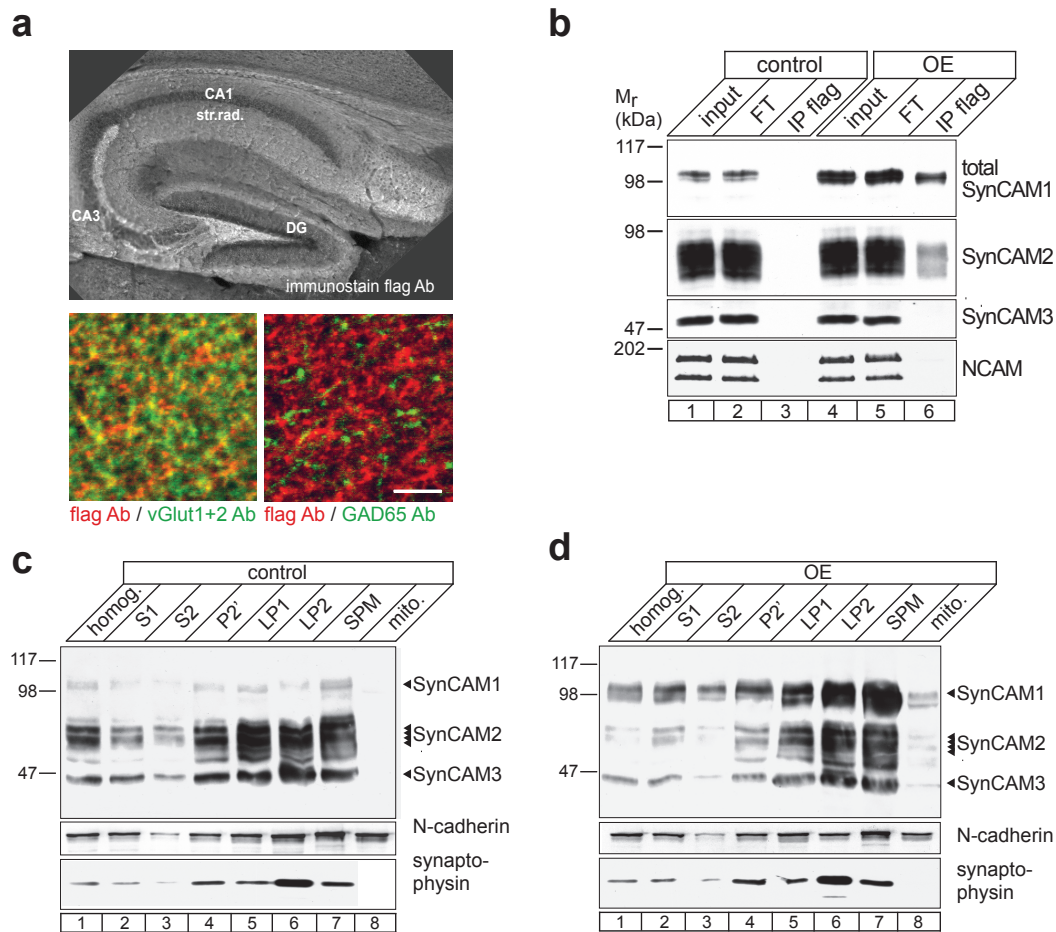 a
CA1
str.rad.
CA3
DG
immunostain flag Ab
flag Ab / vGlut1+2 Ab
flag Ab / GAD65 Ab
b
control
OE
Mr
(kDa)
input
FT
IP flag
input
FT
IP flag
117
98
total
SynCAM1
98
SynCAM2
SynCAM3
47
202
NCAM
1 2 3 4 5 6
c
control
homog.
S1
S2
P2'
LP1
LP2
SPM
mito.
117
98
SynCAM1
SynCAM2
47
SynCAM3
N-cadherin
synapto-
physin
1 2 3 4 5 6 7 8
d
OE
homog.
S1
S2
P2'
LP1
LP2
SPM
mito.
117
98
SynCAM1
SynCAM2
47
SynCAM3
N-cadherin
synapto-
physin
1 2 3 4 5 6 7 8